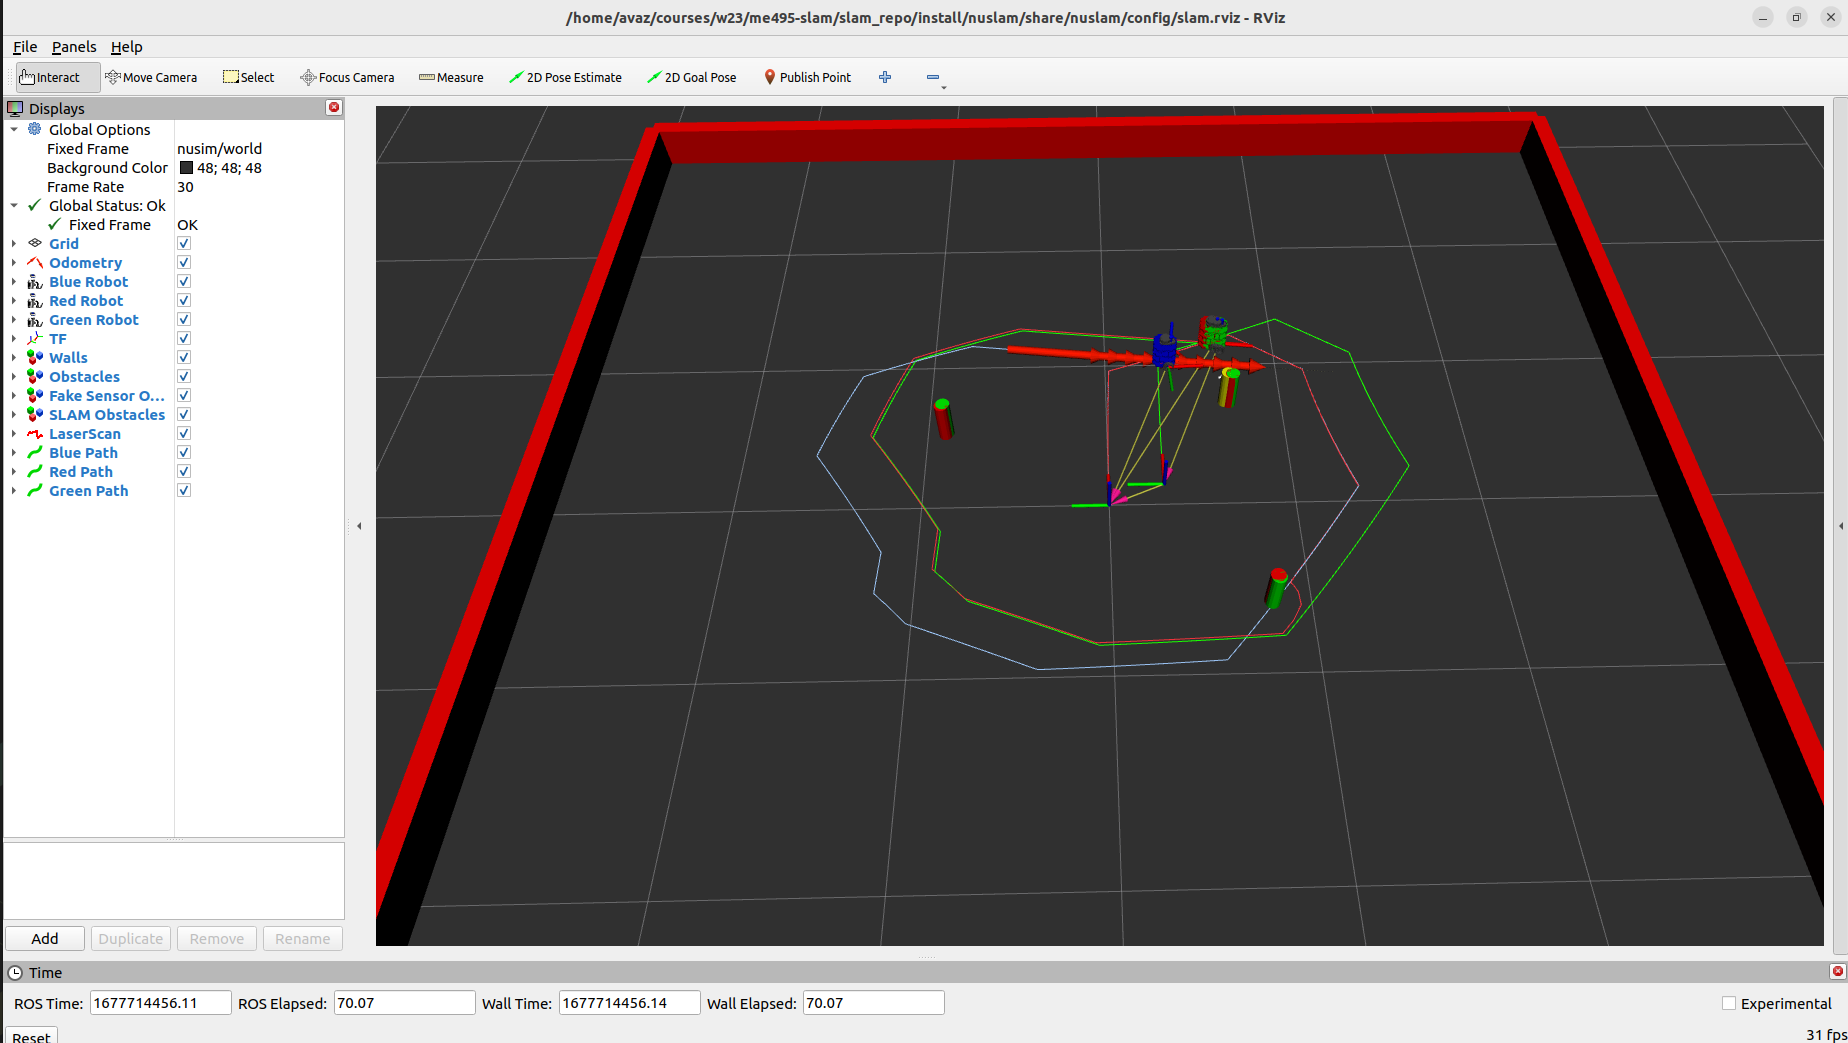 /home/avaz/courses/w23/me495-slam/slam_repo/install/nuslam/share/nuslam/config/slam.rviz - RViz
File Panels Help
Interact Move Camera Select Focus Camera Measure 2D Pose Estimate 2D Goal Pose Publish Point
Displays
Global Options
Fixed Frame nusim/world
Background Color 48; 48; 48
Frame Rate 30
Global Status: Ok
Fixed Frame OK
Grid
Odometry
Blue Robot
Red Robot
Green Robot
TF
Walls
Obstacles
Fake Sensor O...
SLAM Obstacles
LaserScan
Blue Path
Red Path
Green Path
Add Duplicate Remove Rename
Time
ROS Time: 1677714456.11 ROS Elapsed: 70.07 Wall Time: 1677714456.14 Wall Elapsed: 70.07 Experimental
Reset 31 fps